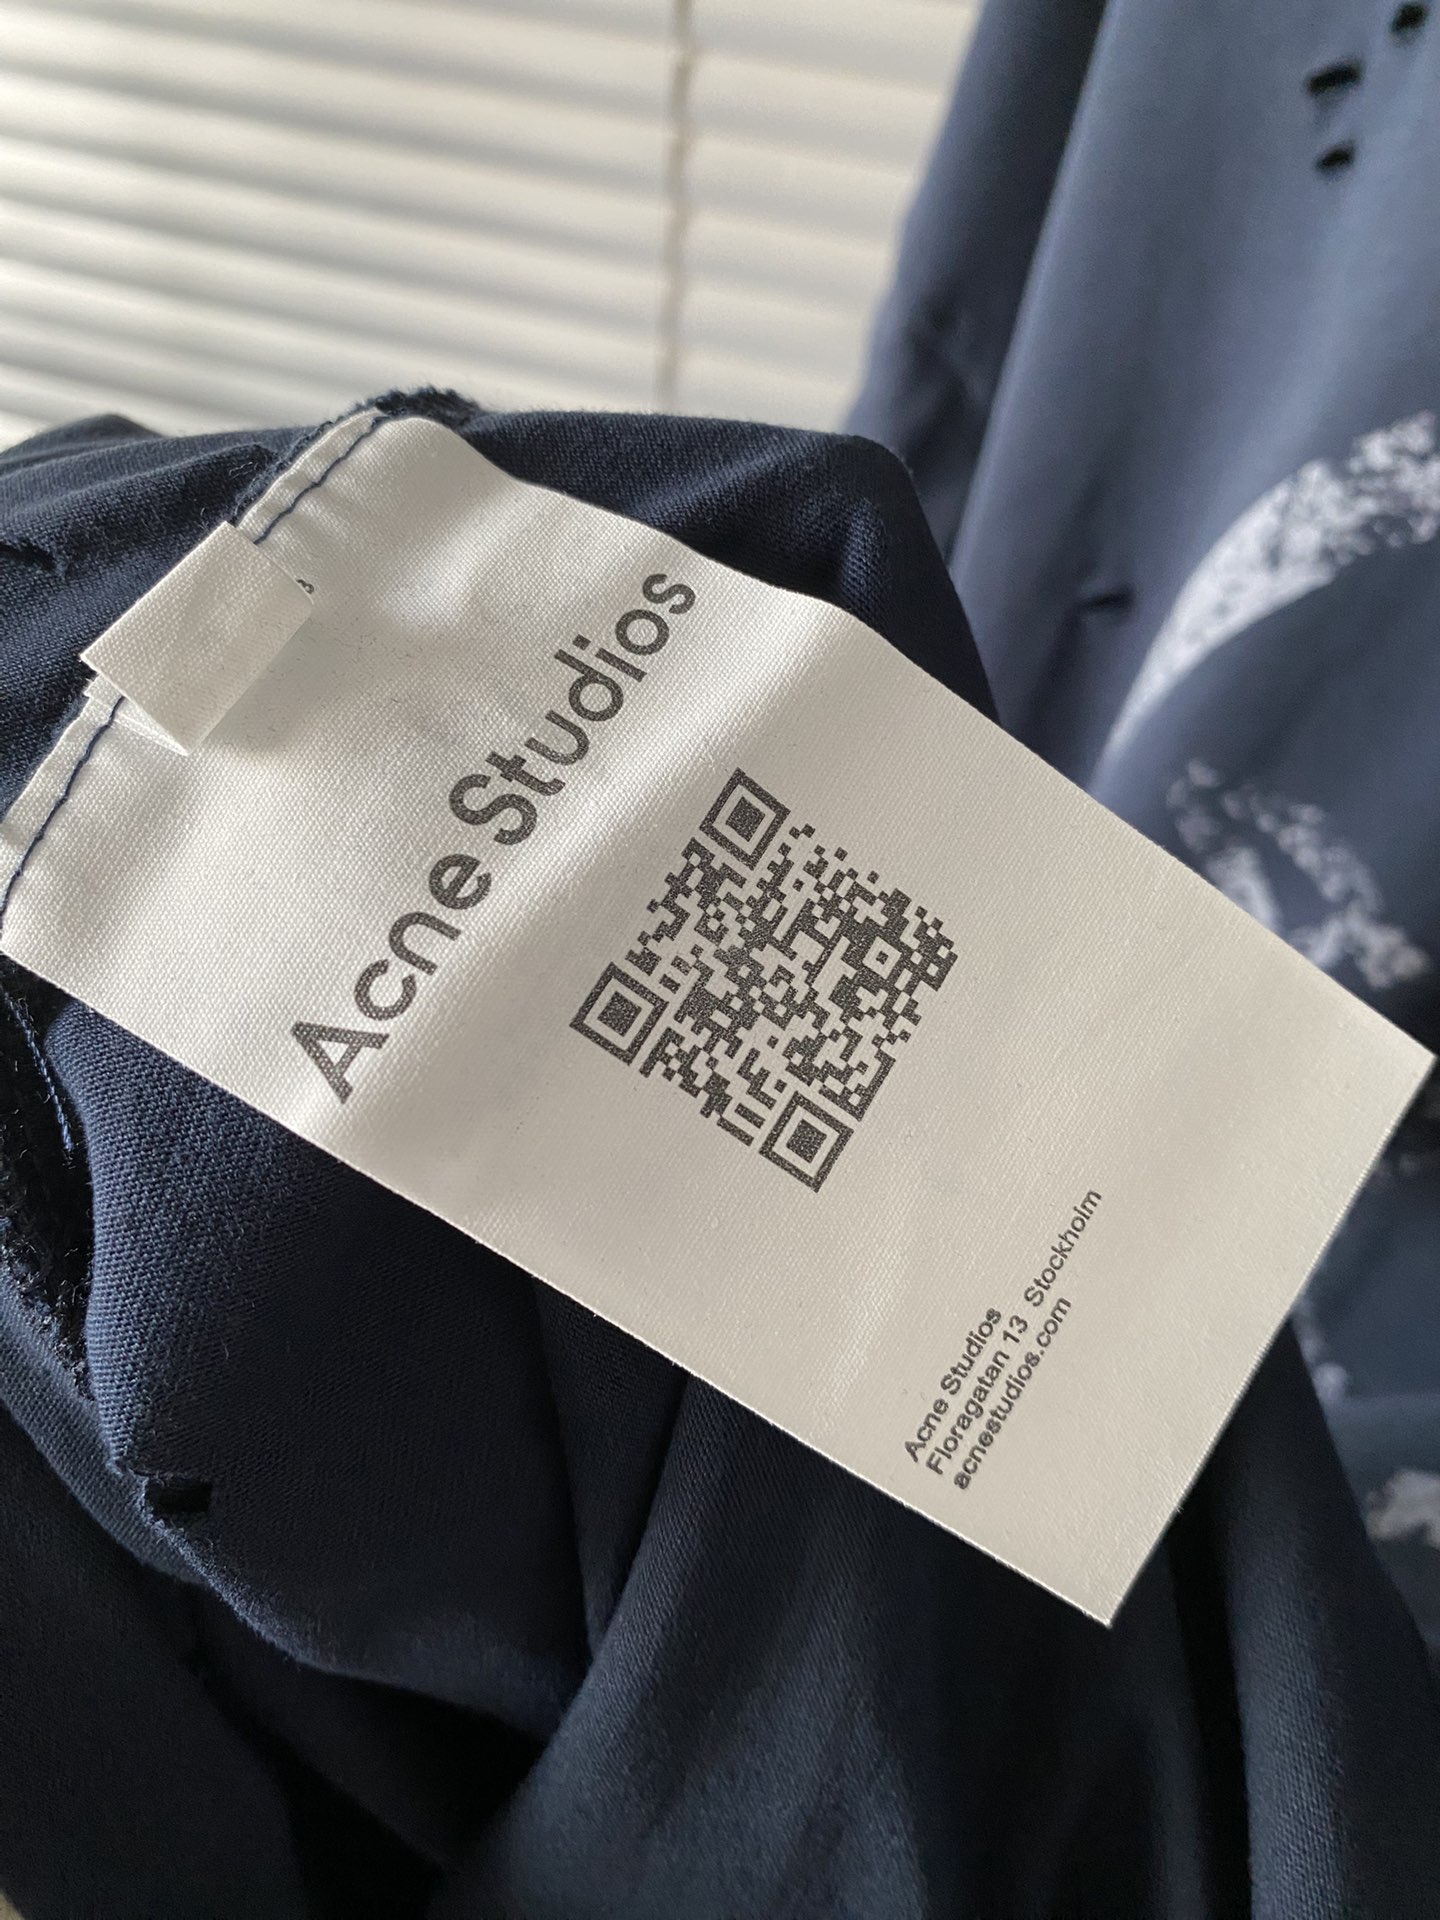 Acne Studios
Acne Studios
Floragatan 13 Stockholm
acnestudios.com